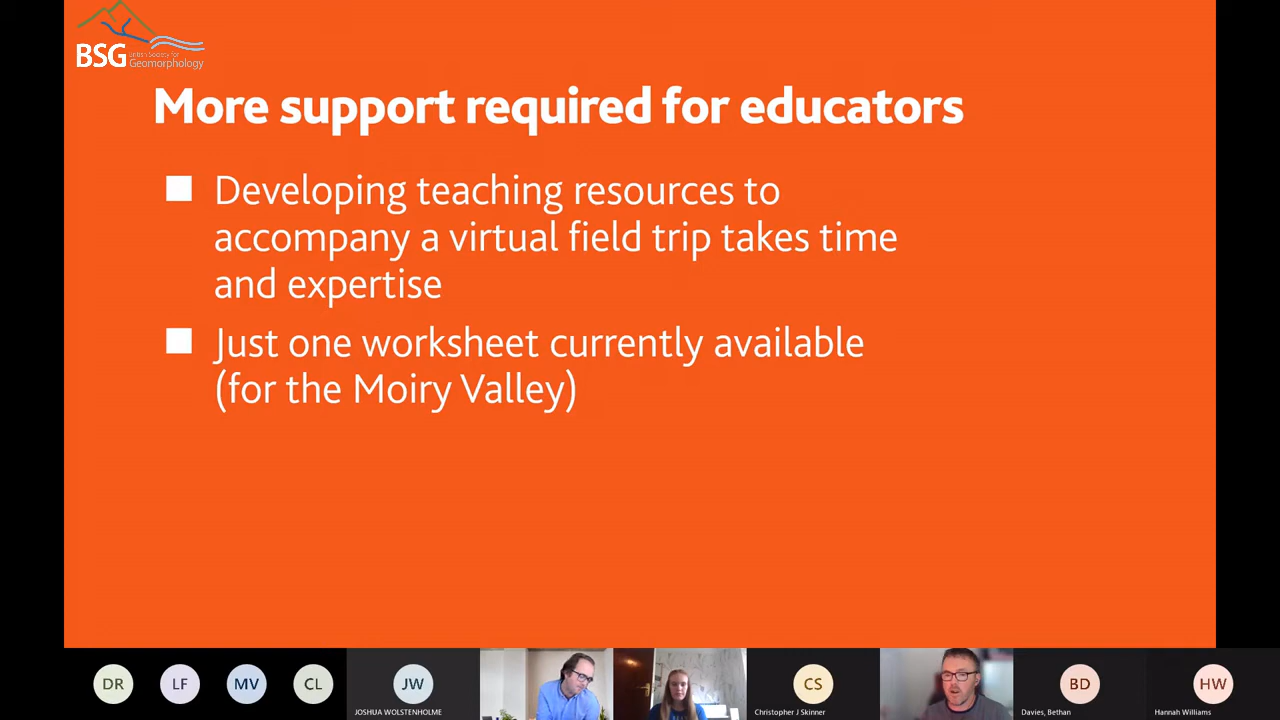 BSG
British Society for
Geomorphology
More support required for educators
Developing teaching resources to
accompany a virtual field trip takes time
and expertise
Just one worksheet currently available
(for the Moiry Valley)
DR
LF
MV
CL
JW
CS
BD
HW
JOSHUA WOLSTENHOLME
Christopher J Skinner
Davies, Bethan
Hannah Williams